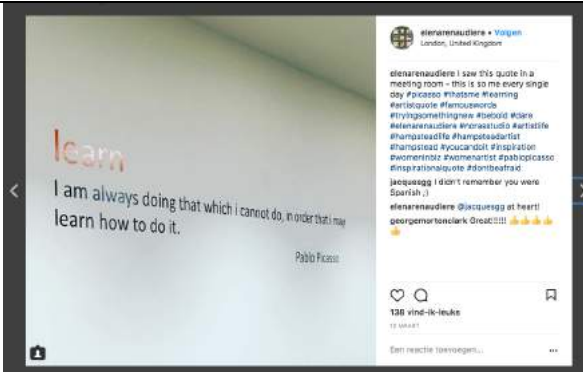 learn
I am always doing that which i cannot do, in order that i may
learn how to do it.
Pablo Picasso
elenarenaudiere • Volgen
London, United Kingdom
elenarenaudiere I saw this quote in a
meeting room - this is so me every single
day #picasso #thatsme #learning
#artistquote #famouswords
#tryingsomethingnew #bebold #dare
#elenarenaudiere #noraestudio #artistlife
#hampsteadlife #hampsteadartist
#hampstead #youcandoit #inspiration
#womeninbiz #womenartist #pablopicasso
#inspirationalquote #dontbeafraid
jacquesgg I didn't remember you were
Spanish ;)
elenarenaudiere @jacquesgg at heart!
georgemortonclark Great!!!!! 👍👍👍👍
👍
138 vind-ik-leuks
12 MAART
Een reactie toevoegen...